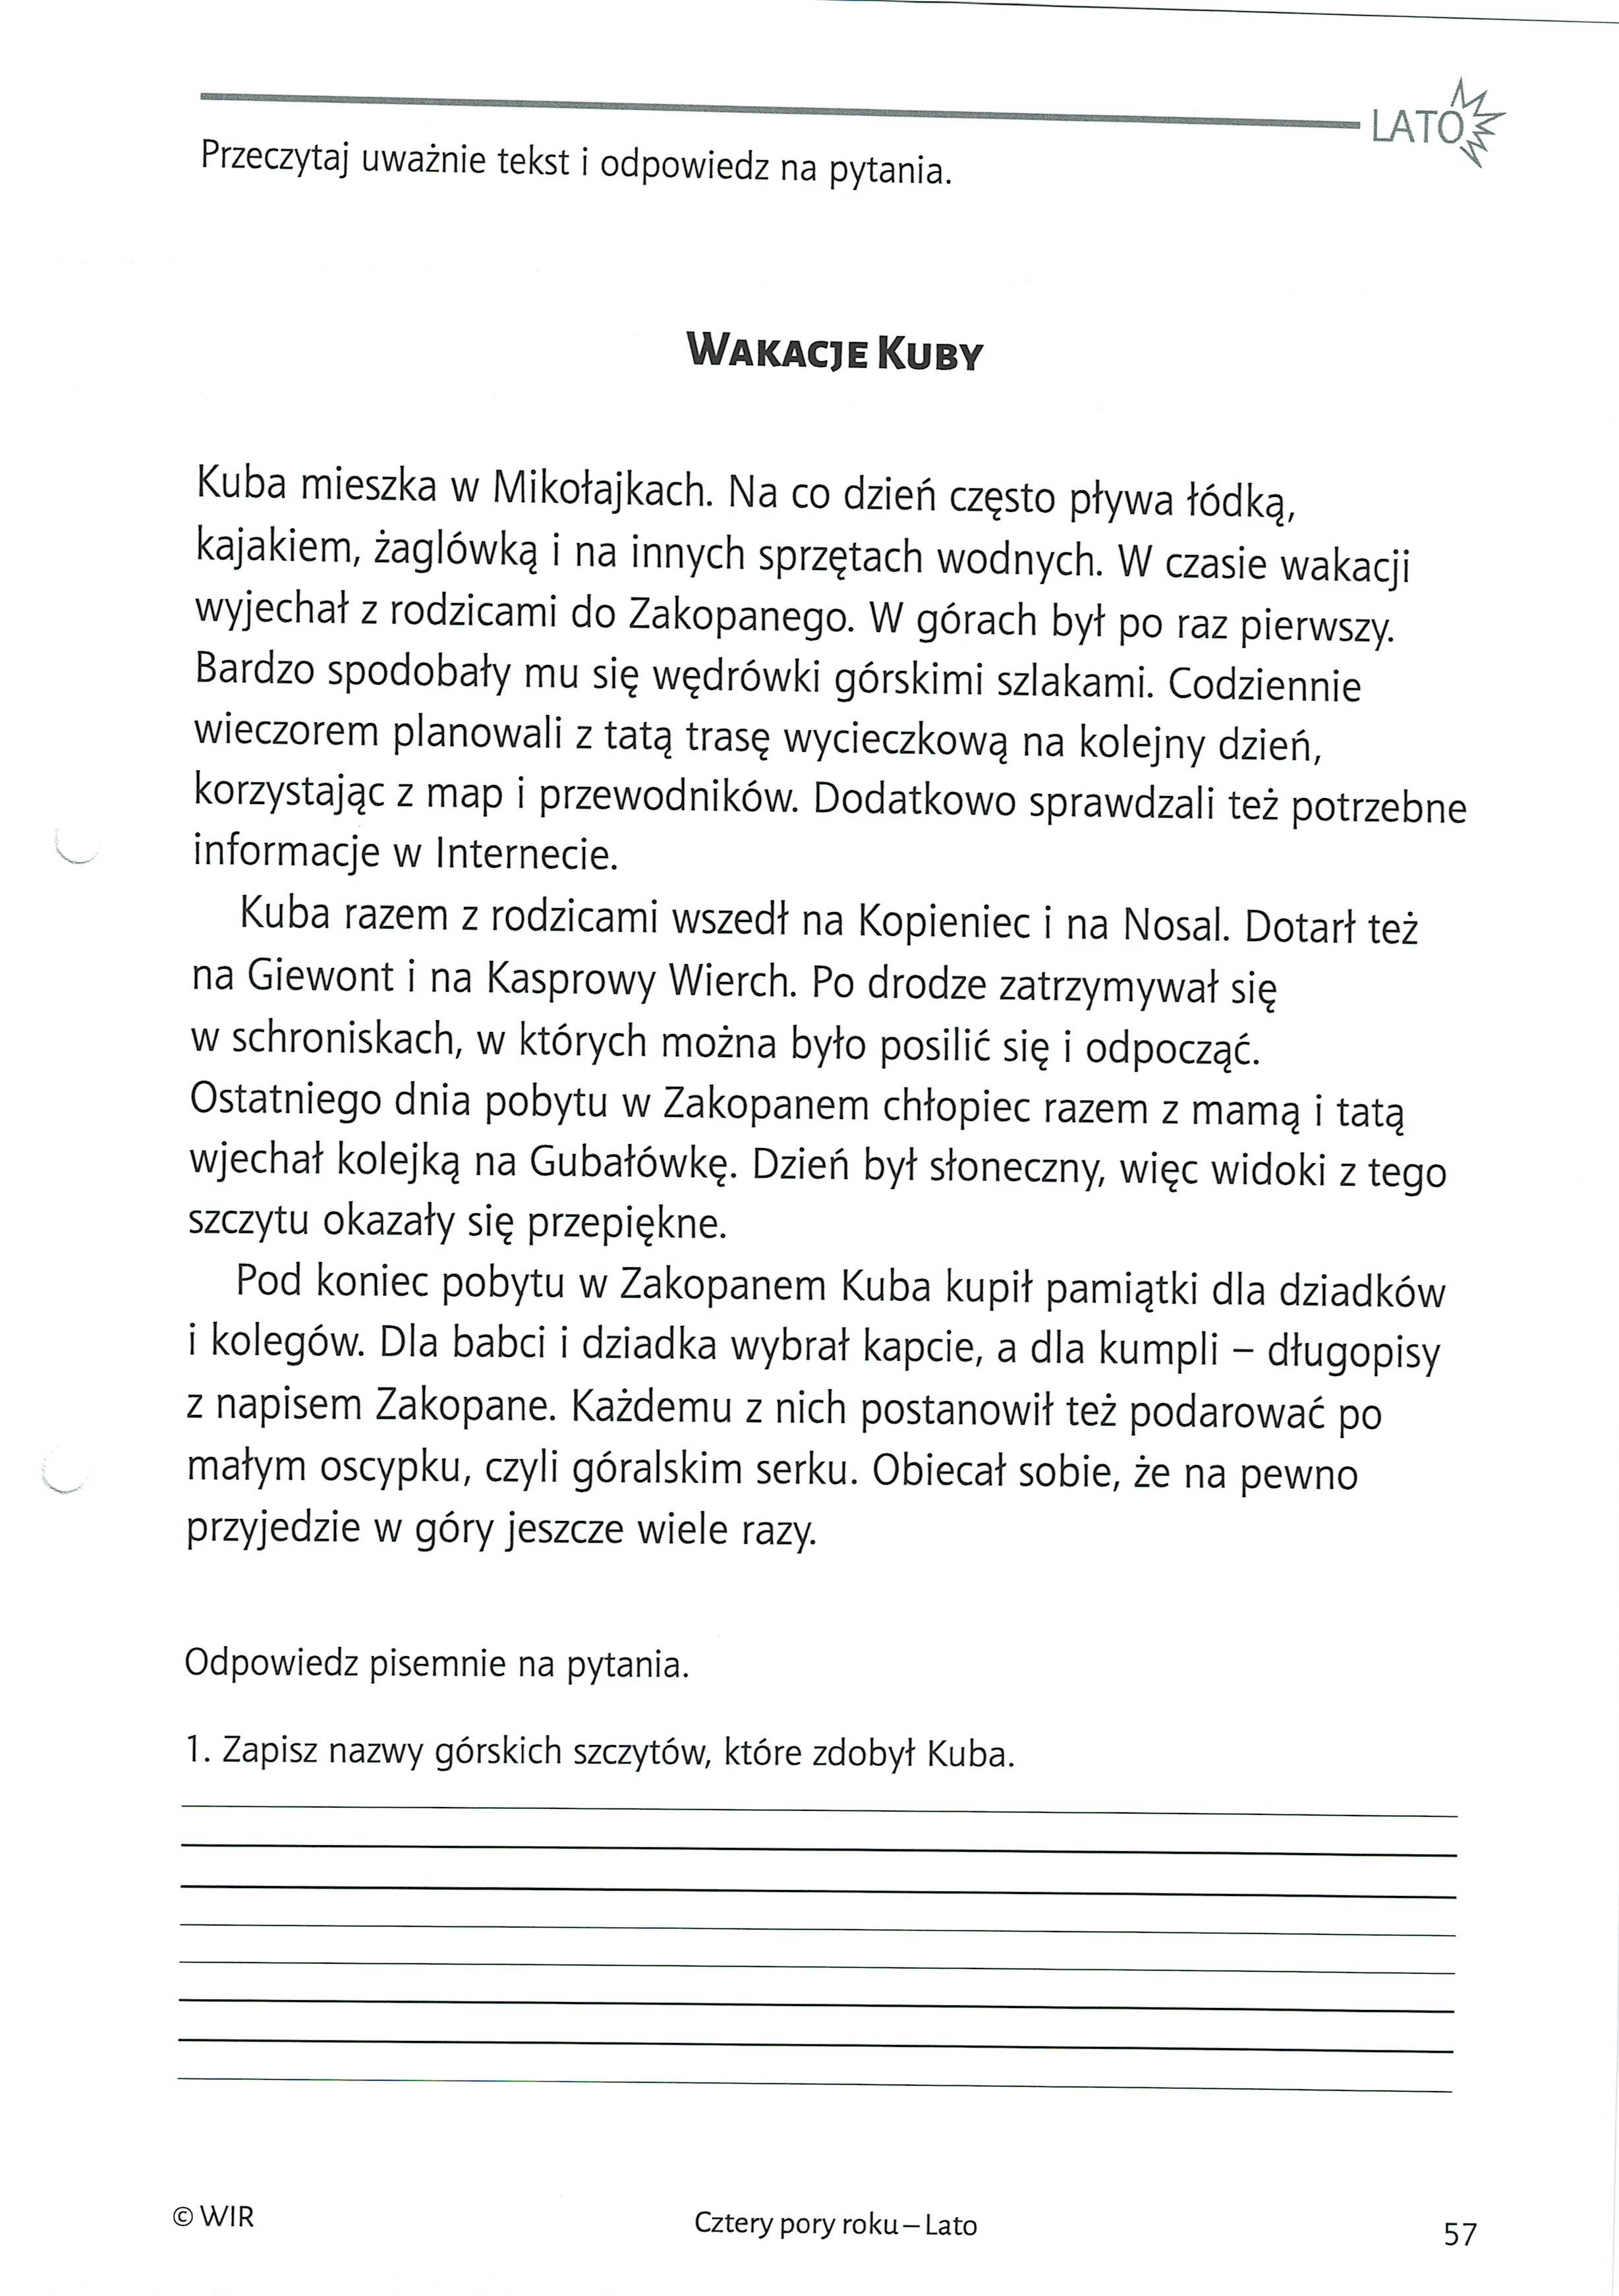 LATO
Przeczytaj uważnie tekst i odpowiedz na pytania.
WAKACJE KUBY
Kuba mieszka w Mikołajkach. Na co dzień często pływa łódką,
kajakiem, żaglówką i na innych sprzętach wodnych. W czasie wakacji
wyjechał z rodzicami do Zakopanego. W górach był po raz pierwszy.
Bardzo spodobały mu się wędrówki górskimi szlakami. Codziennie
wieczorem planowali z tatą trasę wycieczkową na kolejny dzień,
korzystając z map i przewodników. Dodatkowo sprawdzali też potrzebne
informacje w Internecie.
Kuba razem z rodzicami wszedł na Kopieniec i na Nosal. Dotarł też
na Giewont i na Kasprowy Wierch. Po drodze zatrzymywał się
w schroniskach, w których można było posilić się i odpocząć.
Ostatniego dnia pobytu w Zakopanem chłopiec razem z mamą i tatą
wjechał kolejką na Gubałówkę. Dzień był słoneczny, więc widoki z tego
szczytu okazały się przepiękne.
Pod koniec pobytu w Zakopanem Kuba kupił pamiątki dla dziadków
i kolegów. Dla babci i dziadka wybrał kapcie, a dla kumpli – długopisy
z napisem Zakopane. Każdemu z nich postanowił też podarować po
małym oscypku, czyli góralskim serku. Obiecał sobie, że na pewno
przyjedzie w góry jeszcze wiele razy.
Odpowiedz pisemnie na pytania.
1. Zapisz nazwy górskich szczytów, które zdobył Kuba.
© WIR
Cztery pory roku – Lato
57